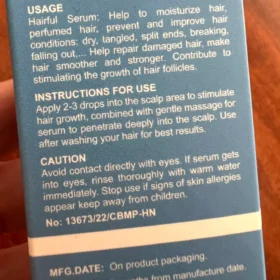 USAGE
Hairful Serum: Help to moisturize hair,
perfumed hair, prevent and improve hair
conditions: dry, tangled, split ends, breaking,
falling out,... Help repair damaged hair, make
hair smoother and stronger. Contribute to
stimulating the growth of hair follicles.
INSTRUCTIONS FOR USE
Apply 2-3 drops into the scalp area to stimulate
hair growth, combined with gentle massage for
serum to penetrate deeply into the scalp. Use
after washing your hair for best results.
CAUTION
Avoid contact directly with eyes. If serum gets
into eyes, rinse thoroughly with warm water
immediately. Stop use if signs of skin allergies
appear keep away from children.
No: 13673/22/CBMP-HN
MFG.DATE: On product packaging.
from manufacture date.